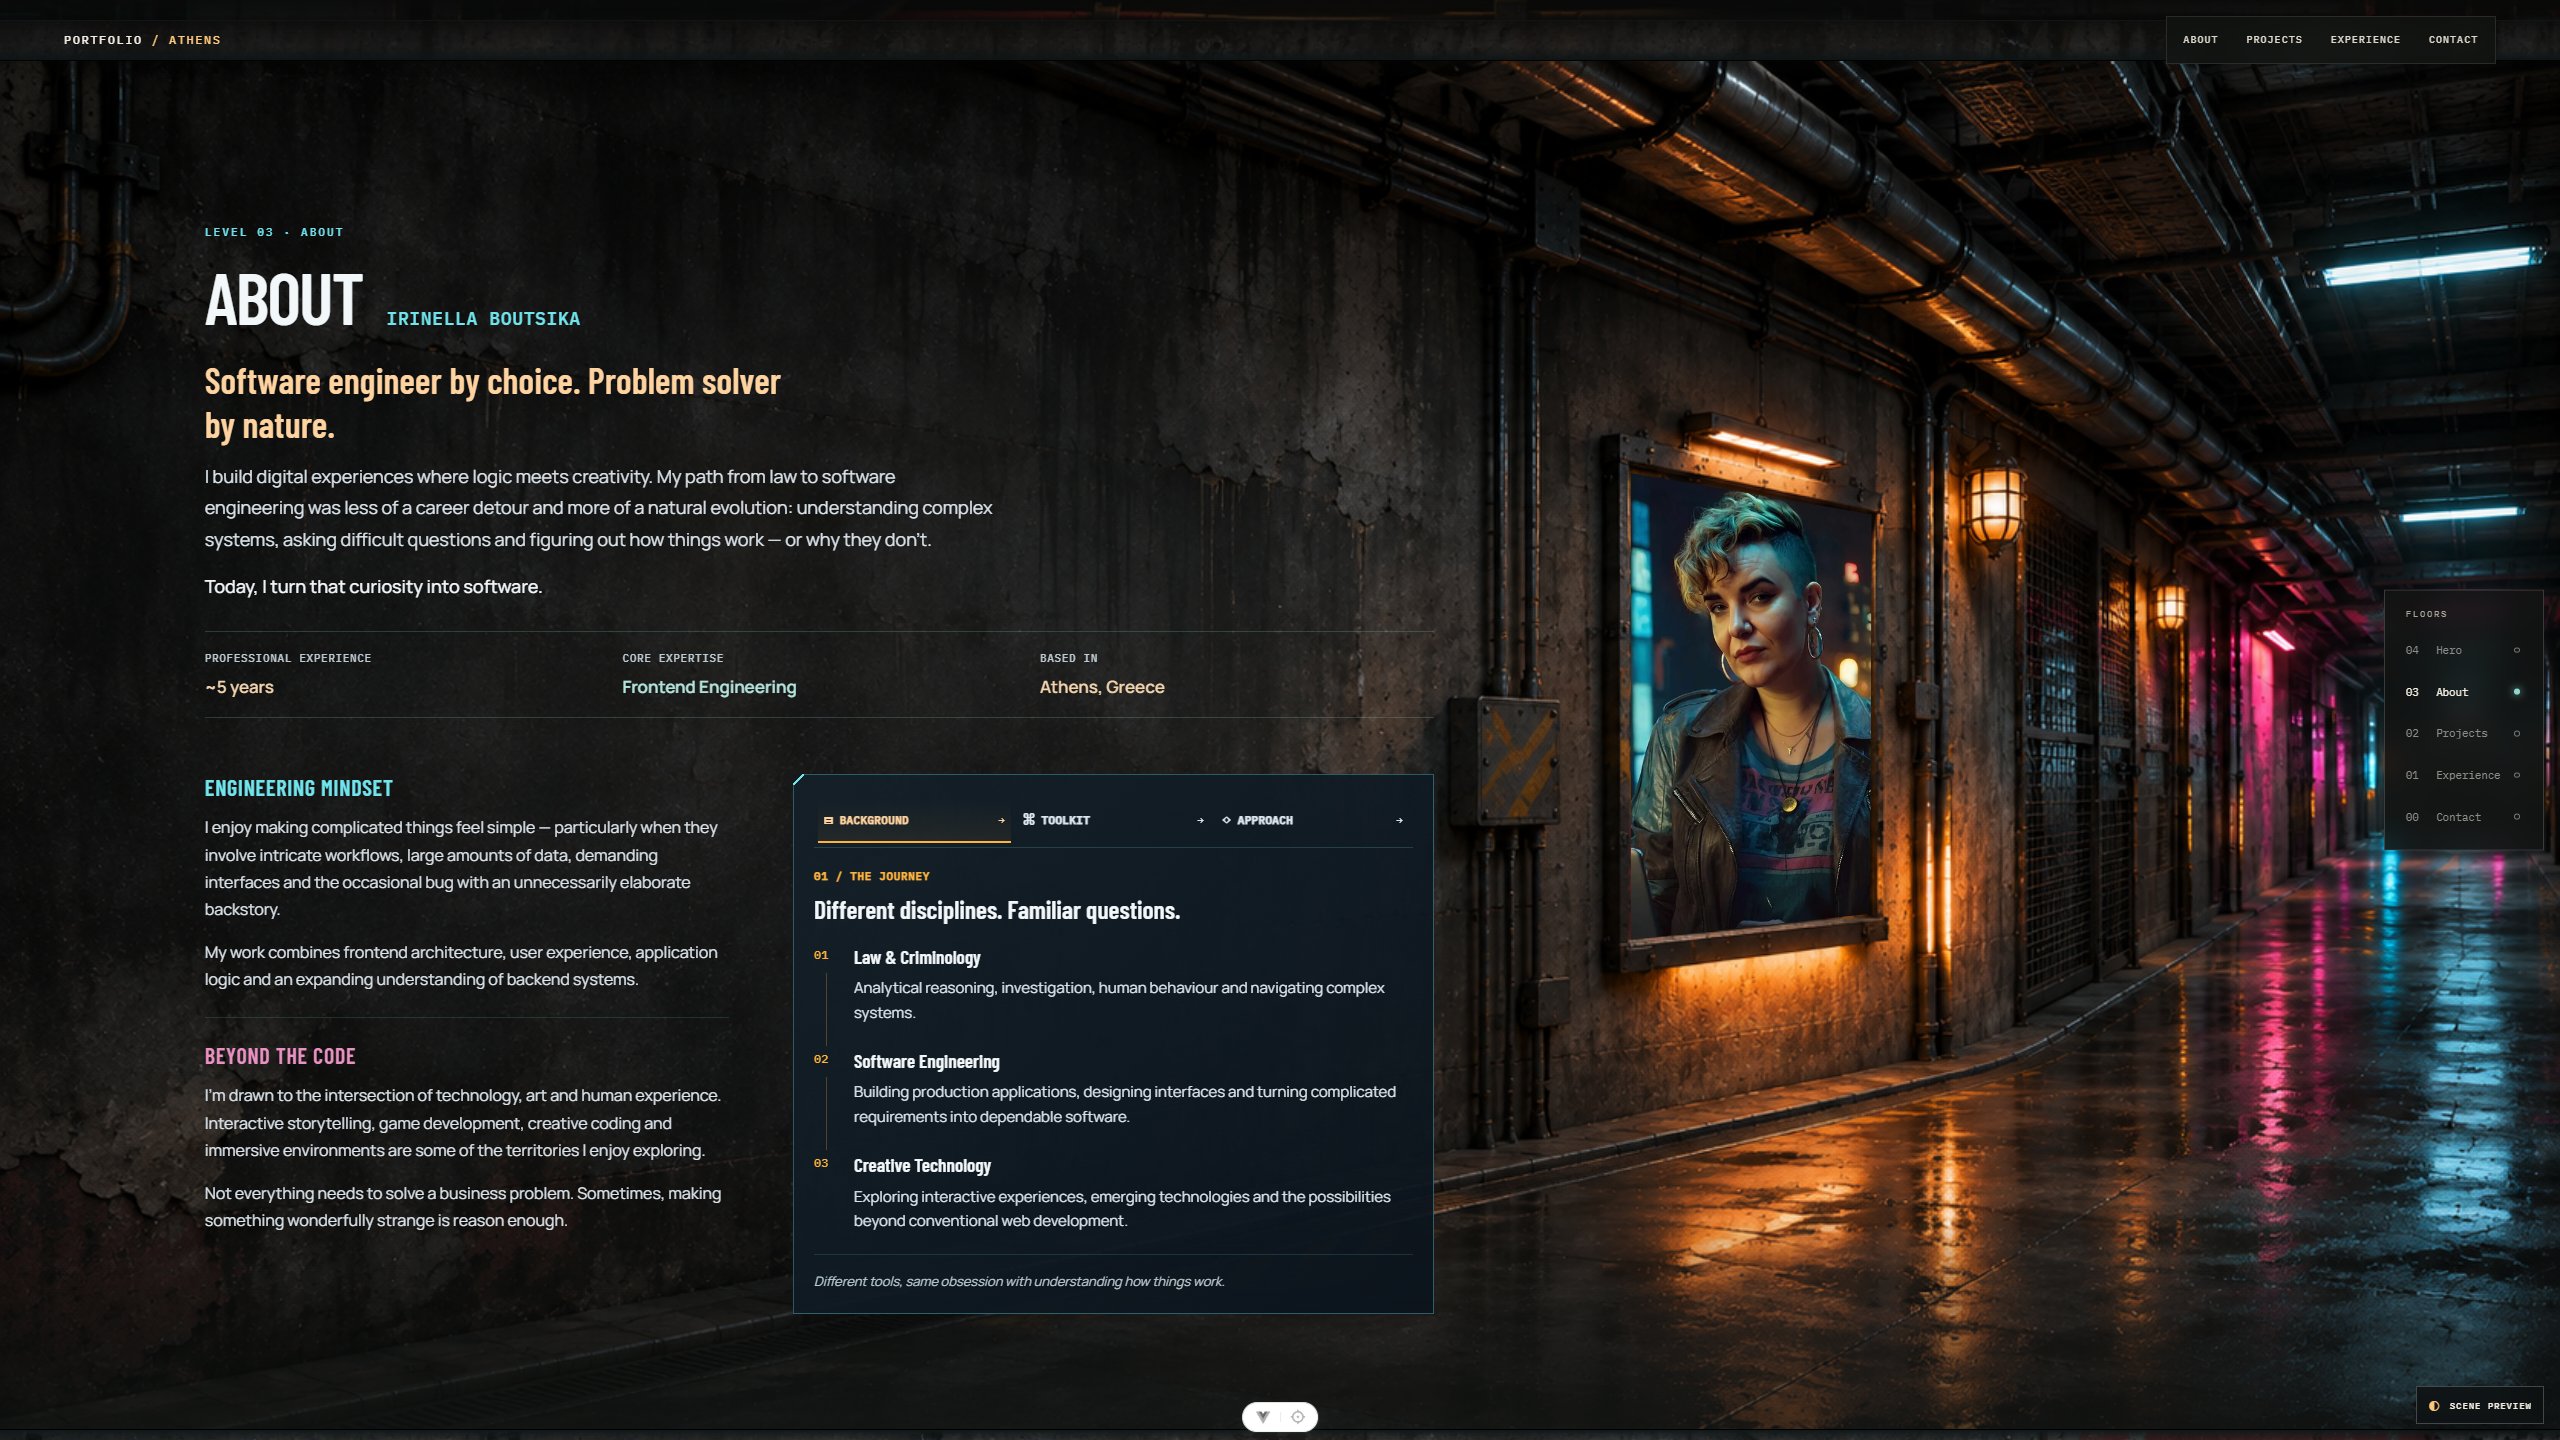 PORTFOLIO / ATHENS
ABOUT PROJECTS EXPERIENCE CONTACT
LEVEL 03 · ABOUT
ABOUT IRINELLA BOUTSIKA
Software engineer by choice. Problem solver
by nature.
I build digital experiences where logic meets creativity. My path from law to software
engineering was less of a career detour and more of a natural evolution: understanding complex
systems, asking difficult questions and figuring out how things work — or why they don't.
Today, I turn that curiosity into software.
PROFESSIONAL EXPERIENCE
~5 years
CORE EXPERTISE
Frontend Engineering
BASED IN
Athens, Greece
ENGINEERING MINDSET
I enjoy making complicated things feel simple — particularly when they
involve intricate workflows, large amounts of data, demanding
interfaces and the occasional bug with an unnecessarily elaborate
backstory.
My work combines frontend architecture, user experience, application
logic and an expanding understanding of backend systems.
BEYOND THE CODE
I'm drawn to the intersection of technology, art and human experience.
Interactive storytelling, game development, creative coding and
immersive environments are some of the territories I enjoy exploring.
Not everything needs to solve a business problem. Sometimes, making
something wonderfully strange is reason enough.
BACKGROUND → ⌘ TOOLKIT → APPROACH →
01 / THE JOURNEY
Different disciplines. Familiar questions.
01 Law & Criminology
Analytical reasoning, investigation, human behaviour and navigating complex
systems.
02 Software Engineering
Building production applications, designing interfaces and turning complicated
requirements into dependable software.
03 Creative Technology
Exploring interactive experiences, emerging technologies and the possibilities
beyond conventional web development.
Different tools, same obsession with understanding how things work.
FLOORS
04 Hero
03 About
02 Projects
01 Experience
00 Contact
SCENE PREVIEW